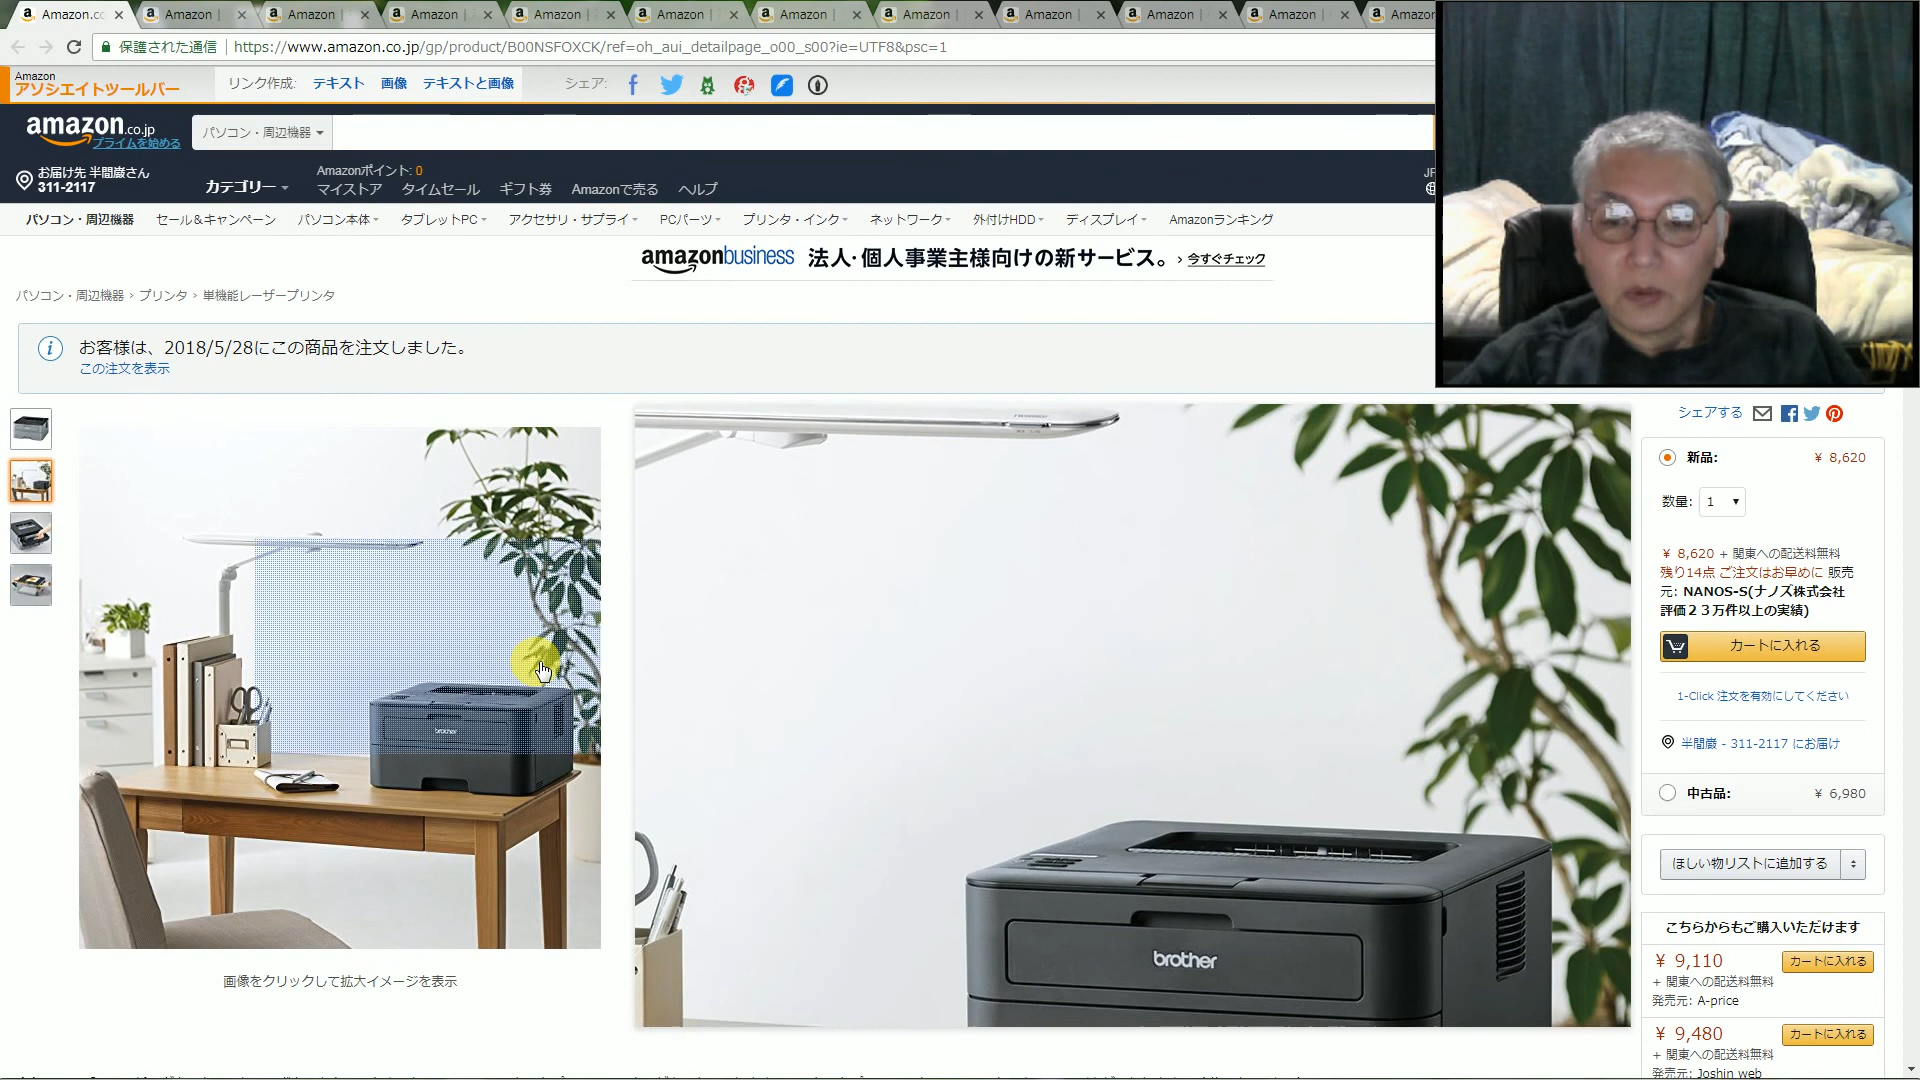 Amazon.c
Amazon |
Amazon |
Amazon |
Amazon |
Amazon |
Amazon |
Amazon |
Amazon |
Amazon |
Amazon |
Amazon
保護された通信
https://www.amazon.co.jp/gp/product/B00NSFOXCK/ref=oh_aui_detailpage_o00_s00?ie=UTF8&psc=1
Amazon
アソシエイトツールバー
リンク作成: テキスト 画像 テキストと画像 シェア:
amazon.co.jp
プライムを始める
パソコン・周辺機器
お届け先 半間巌さん
311-2117
カテゴリー
Amazonポイント: 0
マイストア タイムセール ギフト券 Amazonで売る ヘルプ
パソコン・周辺機器 セール＆キャンペーン パソコン本体 タブレットPC アクセサリ・サプライ PCパーツ プリンタ・インク ネットワーク 外付けHDD ディスプレイ Amazonランキング
amazonbusiness 法人・個人事業主様向けの新サービス。 › 今すぐチェック
パソコン・周辺機器 › プリンタ › 単機能レーザープリンタ
i お客様は、2018/5/28にこの商品を注文しました。
この注文を表示
brother
brother
画像をクリックして拡大イメージを表示
シェアする
新品: ￥ 8,620
数量: 1
￥ 8,620 + 関東への配送料無料
残り14点 ご注文はお早めに 販売
元: NANOS-S(ナノズ株式会社
評価２３万件以上の実績)
カートに入れる
1-Click 注文を有効にしてください
半間巌 - 311-2117 にお届け
中古品: ￥ 6,980
ほしい物リストに追加する
こちらからもご購入いただけます
￥ 9,110 カートに入れる
+ 関東への配送料無料
発売元: A-price
￥ 9,480 カートに入れる
+ 関東への配送料無料
発売元: Joshin web